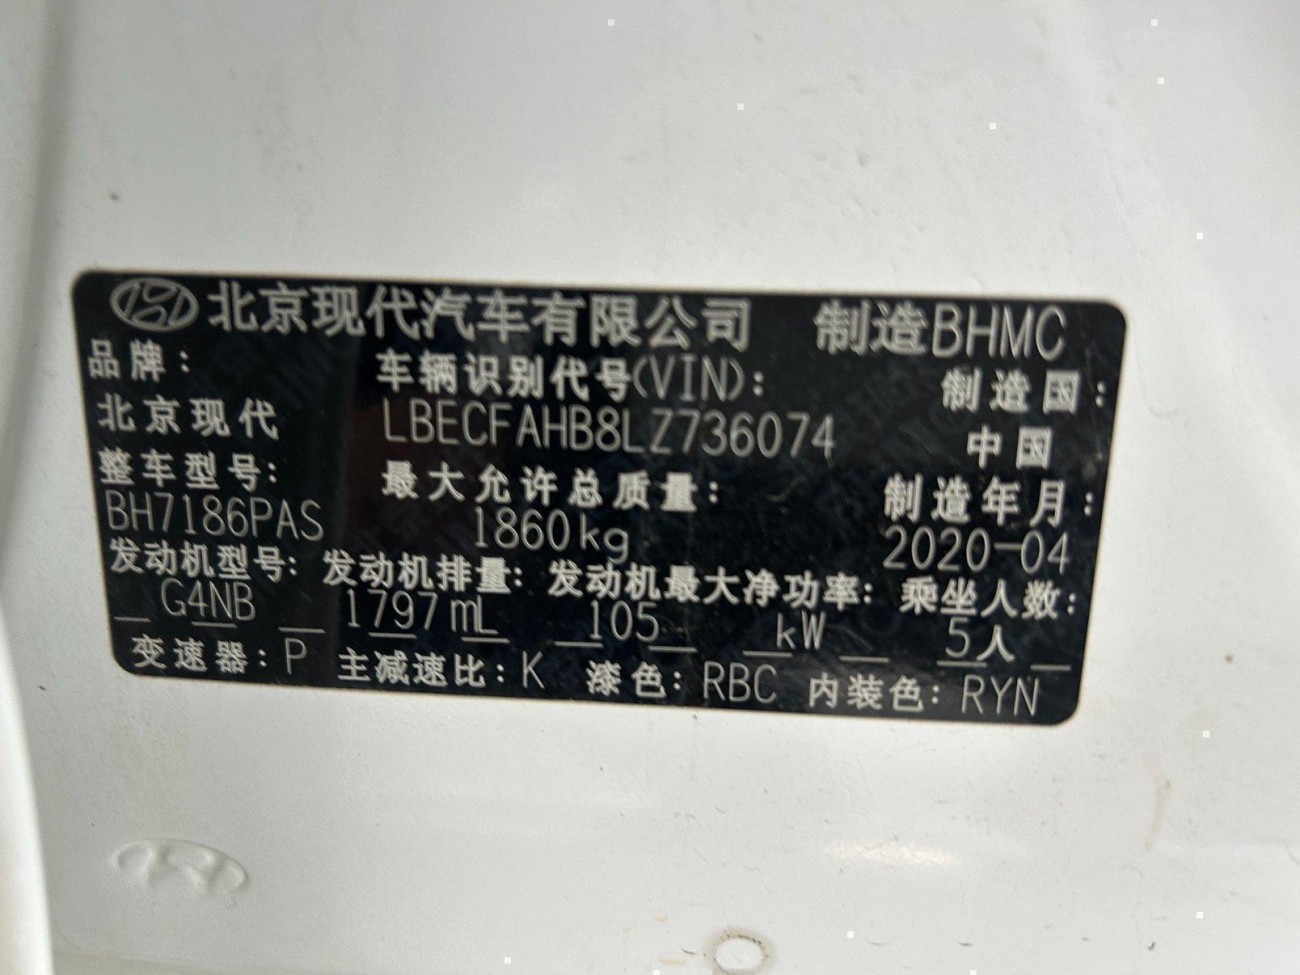 北京现代汽车有限公司 制造BHMC
品牌： 车辆识别代号(VIN)： 制造国：
北京现代 LBECFAHB8LZ736074 中国
整车型号： 最大允许总质量： 制造年月：
BH7186PAS 1860kg 2020-04
发动机型号： 发动机排量： 发动机最大净功率： 乘坐人数：
G4NB 1797mL 105 kW 5人
变速器：P 主减速比：K 漆色：RBC 内装色：RYN